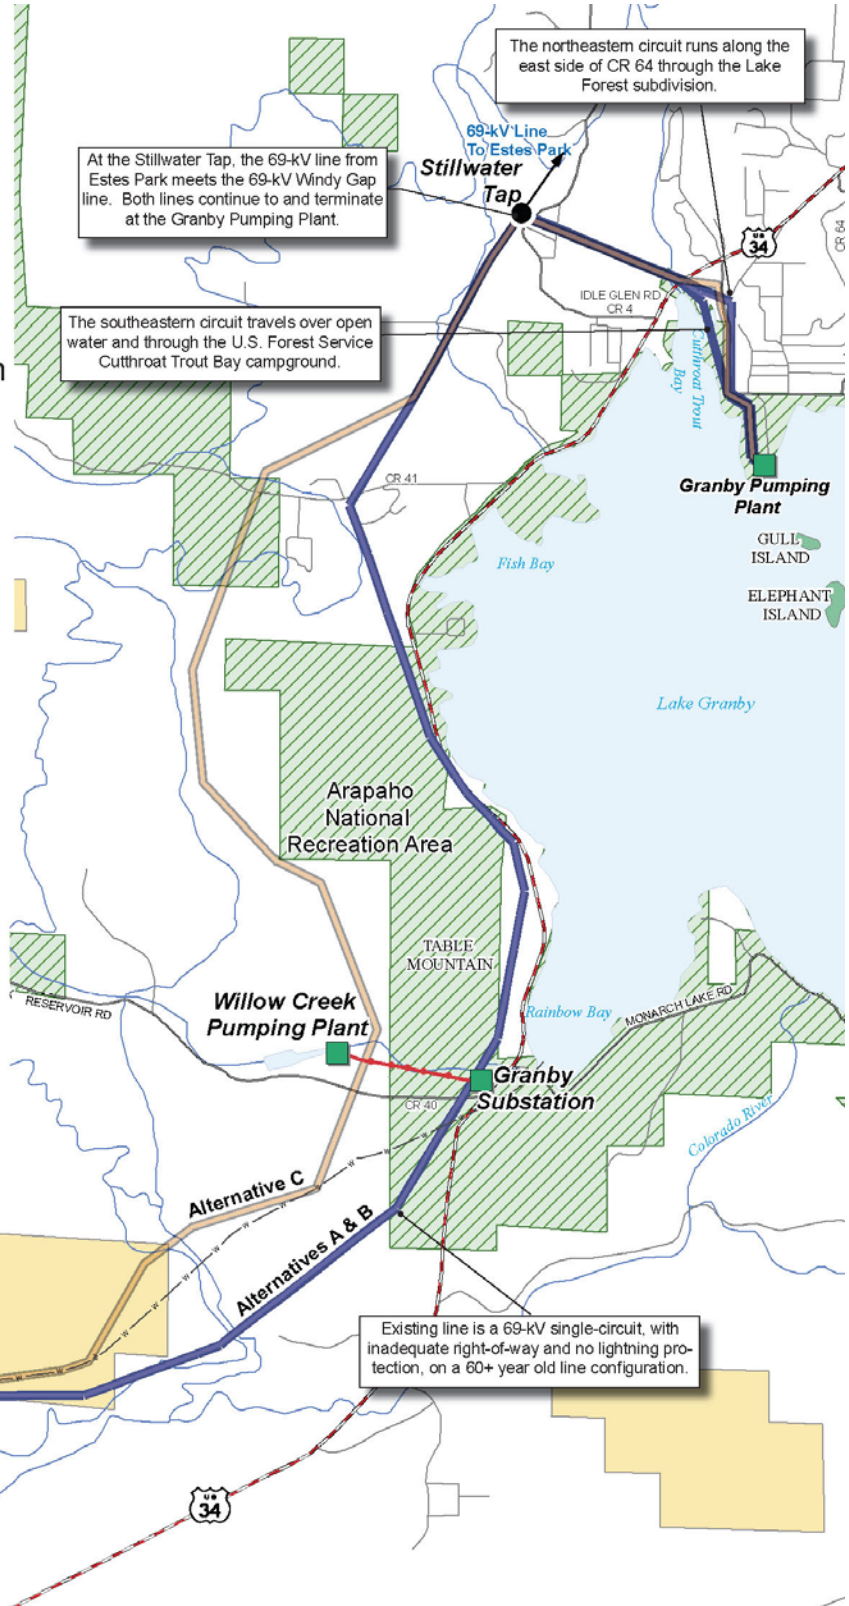 The northeastern circuit runs along the
east side of CR 64 through the Lake
Forest subdivision.
69-kV Line
To Estes Park
At the Stillwater Tap, the 69-kV line from
Estes Park meets the 69-kV Windy Gap
line. Both lines continue to and terminate
at the Granby Pumping Plant.
Stillwater
Tap
US
34
CR 64
IDLE GLEN RD
CR 4
The southeastern circuit travels over open
water and through the U.S. Forest Service
Cutthroat Trout Bay campground.
n
Cutthroat Trout
Bay
CR 41
Granby Pumping
Plant
GULL
ISLAND
Fish Bay
ELEPHANT
ISLAND
Lake Granby
Arapaho
National
Recreation Area
TABLE
MOUNTAIN
Willow Creek
Pumping Plant
RESERVOIR RD
Rainbow Bay
MONARCH LAKE RD
Granby
Substation
CR 40
Colorado River
Alternative C
Alternatives A & B
W
W
W
W
W
W
W
W
W
W
Existing line is a 69-kV single-circuit, with
inadequate right-of-way and no lightning pro-
tection, on a 60+ year old line configuration.
US
34